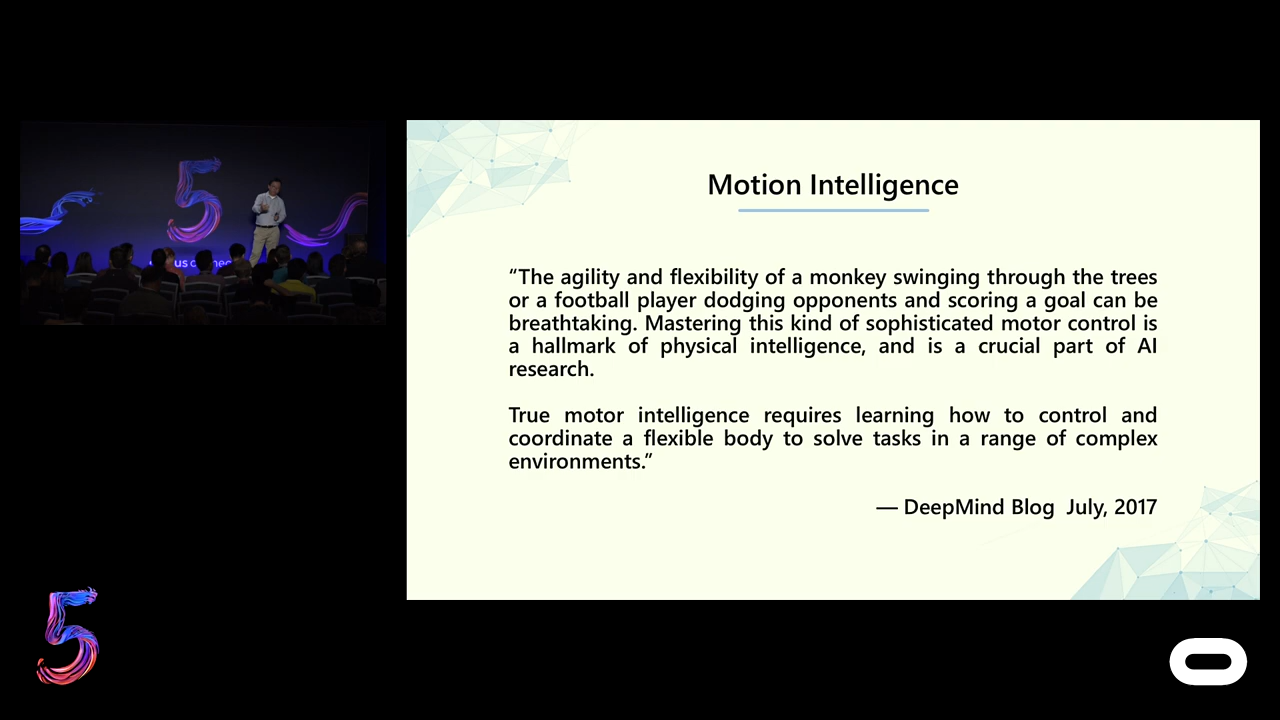 5
us
Motion Intelligence
“The agility and flexibility of a monkey swinging through the trees
or a football player dodging opponents and scoring a goal can be
breathtaking. Mastering this kind of sophisticated motor control is
a hallmark of physical intelligence, and is a crucial part of AI
research.
True motor intelligence requires learning how to control and
coordinate a flexible body to solve tasks in a range of complex
environments.”
— DeepMind Blog July, 2017
5